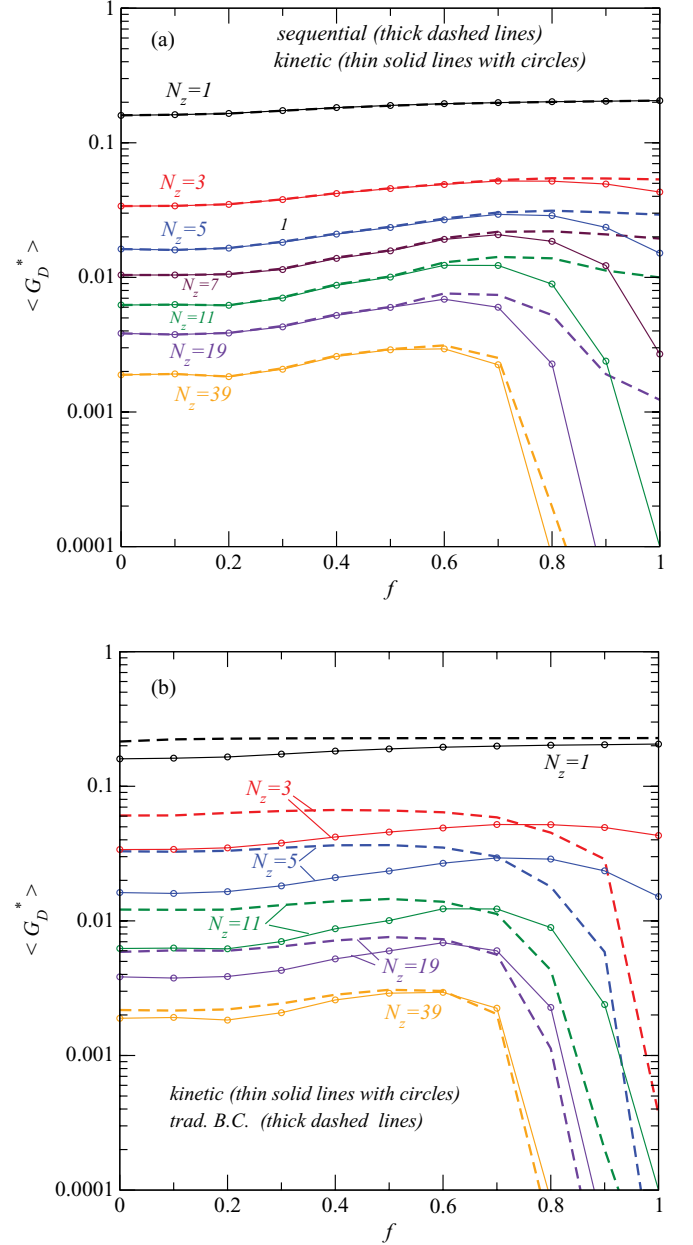 1
(a)
sequential (thick dashed lines)
kinetic (thin solid lines with circles)
N_z=1
0.1
N_z=3
N_z=5
1
0.01
N_z=7
N_z=11
N_z=19
0.001
N_z=39
0.0001
< G_D^* >
0 0.2 0.4 0.6 0.8 1
f
1
(b)
N_z=1
0.1
N_z=3
N_z=5
0.01
N_z=11
N_z=19
N_z=39
0.001
kinetic (thin solid lines with circles)
trad. B.C. (thick dashed lines)
0.0001
< G_D^* >
0 0.2 0.4 0.6 0.8 1
f